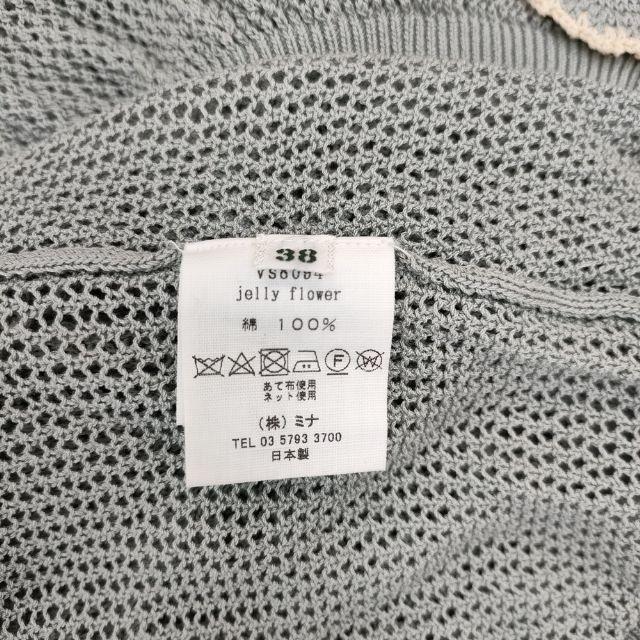 38
VS8094
jelly flower
綿 100%
F
W
あて布使用
ネット使用
(株) ミナ
TEL 03 5793 3700
日本製